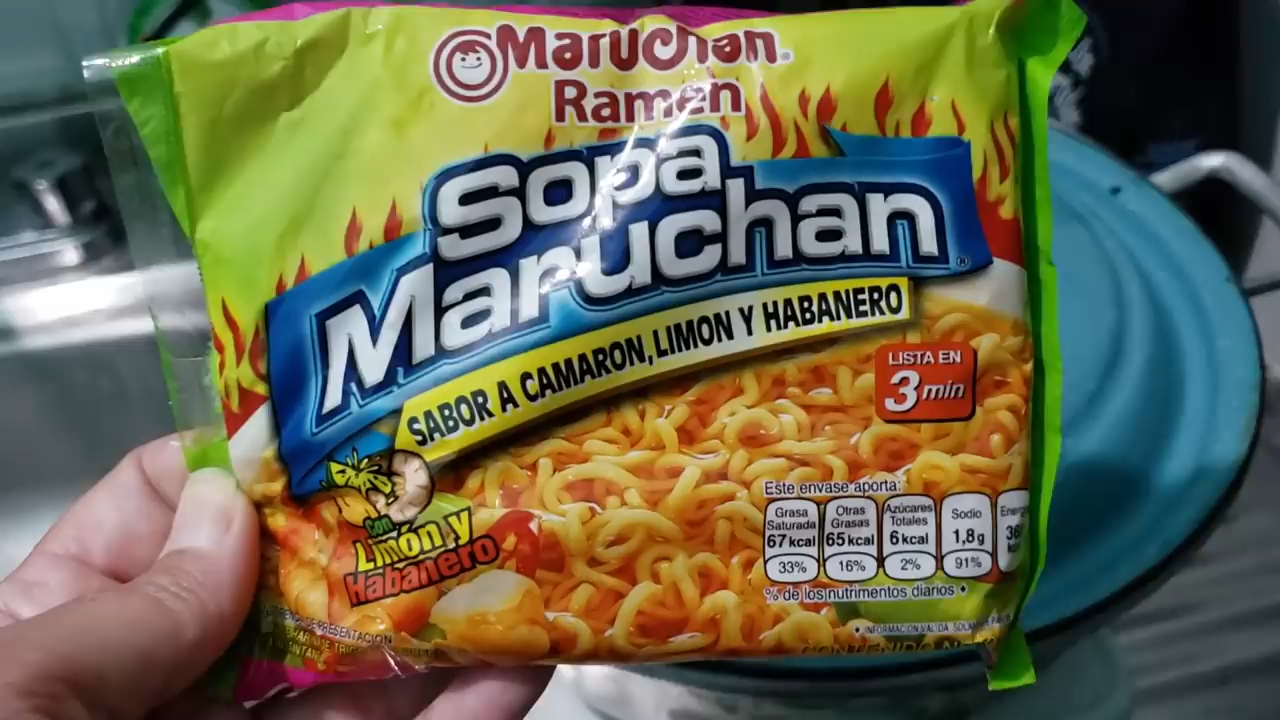 Maruchan®
Ramen
Sopa
Maruchan®
SABOR A CAMARON, LIMON Y HABANERO
LISTA EN
3 min
Con
Limón y
Habanero
Este envase aporta:
Grasa Saturada 67 kcal 33%
Otras Grasas 65 kcal 16%
Azúcares Totales 6 kcal 2%
Sodio 1,8 g 91%
% de los nutrimentos diarios
PRESENTACION
CONTENIDO